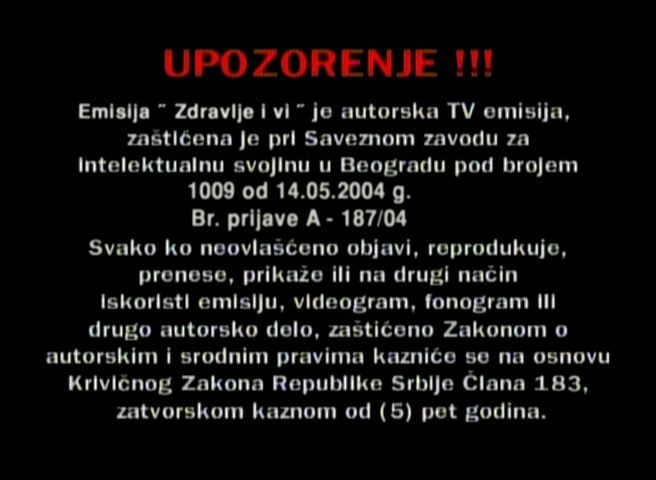 UPOZORENJE !!!
Emisija " Zdravlje i vi " je autorska TV emisija,
zaštićena je pri Saveznom zavodu za
intelektualnu svojinu u Beogradu pod brojem
1009 od 14.05.2004 g.
Br. prijave A - 187/04
Svako ko neovlašćeno objavi, reprodukuje,
prenese, prikaže ili na drugi način
iskoristi emisiju, videogram, fonogram ili
drugo autorsko delo, zaštićeno Zakonom o
autorskim i srodnim pravima kazniće se na osnovu
Krivičnog Zakona Republike Srbije Člana 183,
zatvorskom kaznom od (5) pet godina.